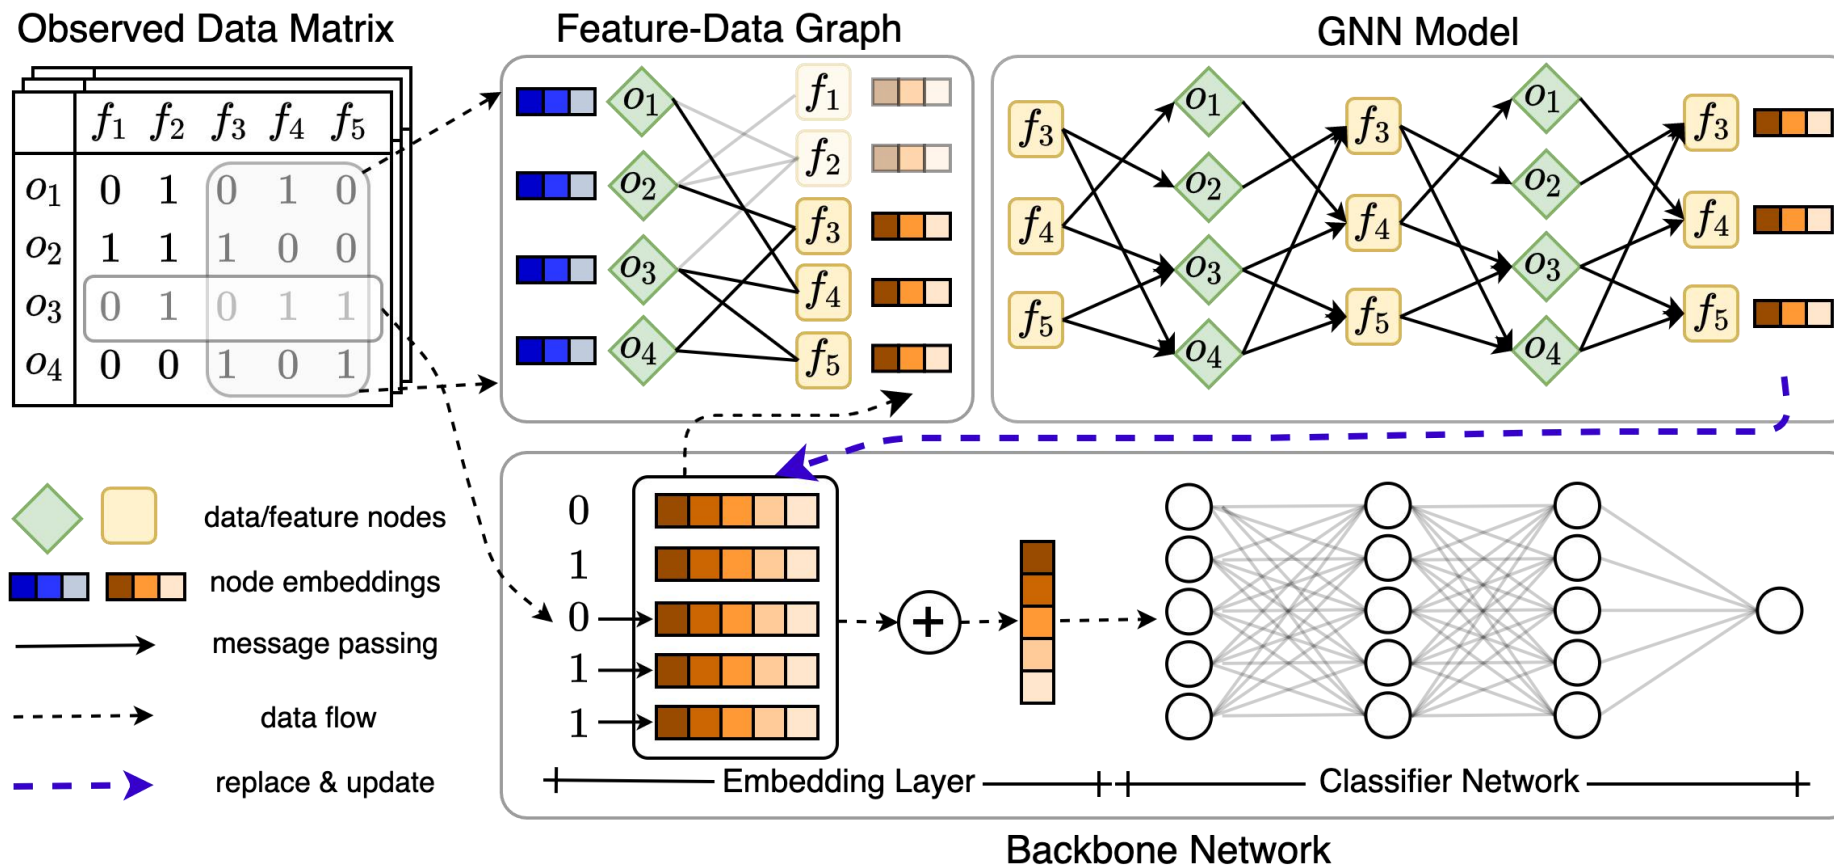 Observed Data Matrix
f1 f2 f3 f4 f5
o1 0 1 0 1 0
o2 1 1 1 0 0
o3 0 1 0 1 1
o4 0 0 1 0 1
Feature-Data Graph
o1 f1
o2 f2
o3 f3
o4 f4
f5
GNN Model
o1 o1
f3 f3 f3
o2 o2
f4 f4 f4
o3 o3
f5 f5 f5
o4 o4
data/feature nodes
node embeddings
message passing
data flow
replace & update
0
1
0
1
1
+
Embedding Layer
Classifier Network
Backbone Network